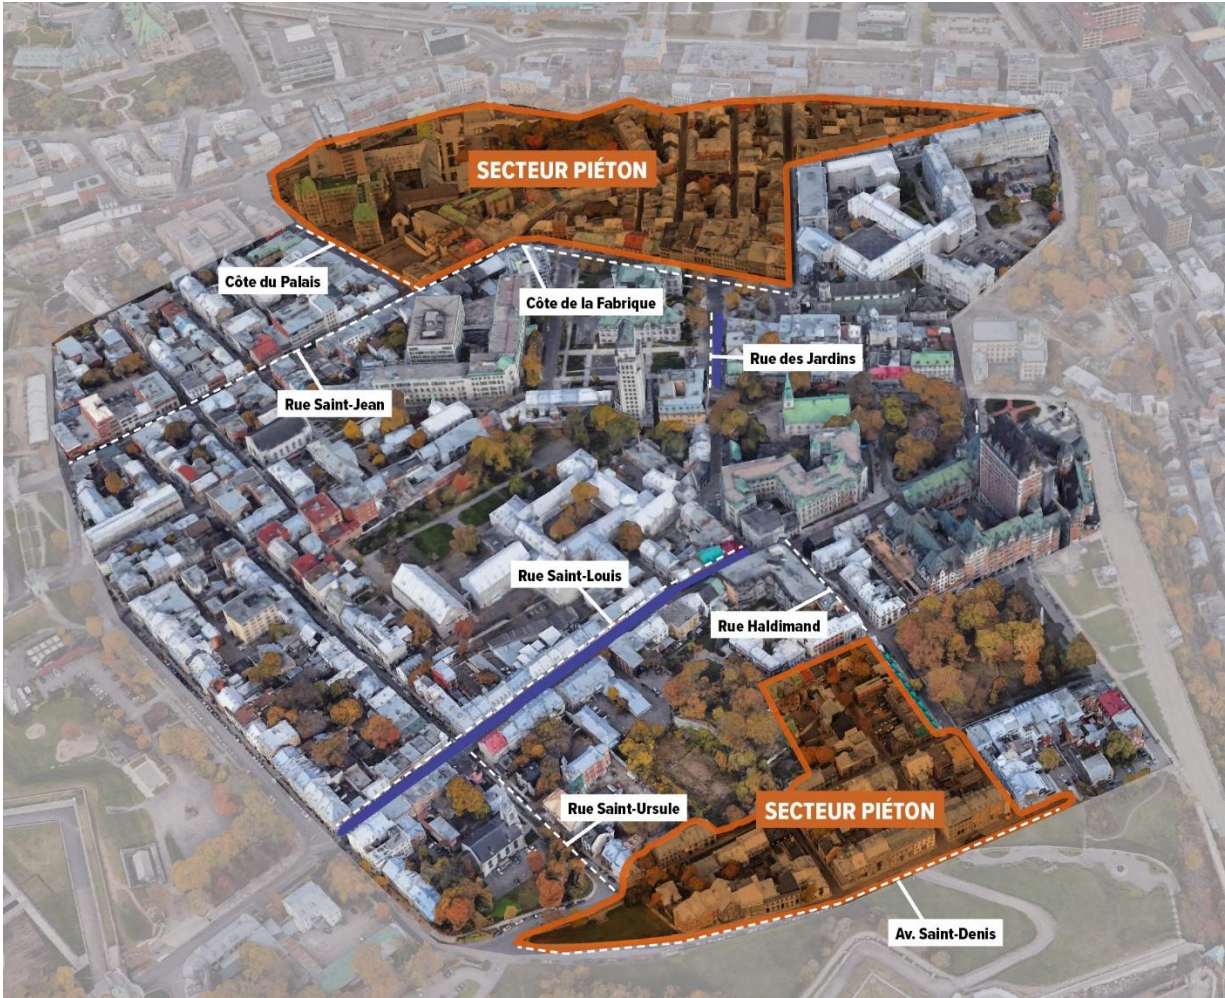 SECTEUR PIÉTON
Côte du Palais
Côte de la Fabrique
Rue des Jardins
Rue Saint-Jean
Rue Saint-Louis
Rue Haldimand
Rue Saint-Ursule
SECTEUR PIÉTON
Av. Saint-Denis